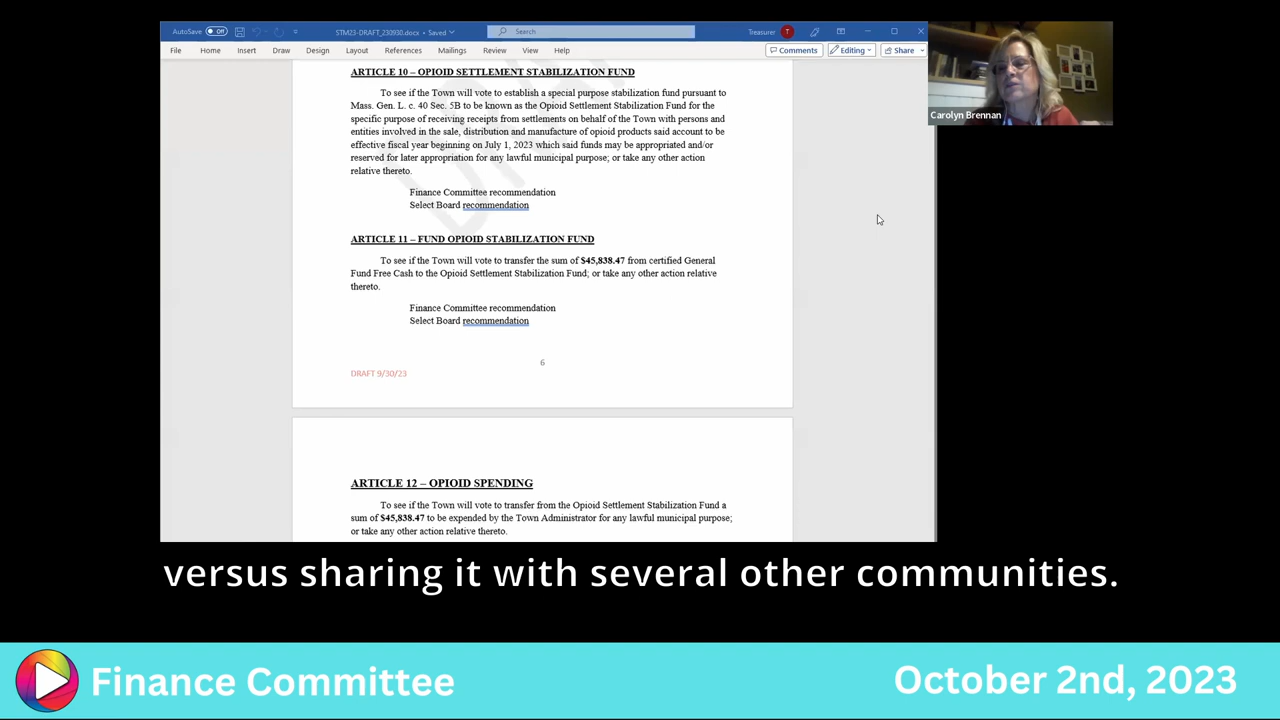 AutoSave
Off
STM23-DRAFT_230930.docx • Saved
Search
Treasurer
T
File Home Insert Draw Design Layout References Mailings Review View Help
Comments
Editing
Share
ARTICLE 10 – OPIOID SETTLEMENT STABILIZATION FUND
To see if the Town will vote to establish a special purpose stabilization fund pursuant to
Mass. Gen. L. c. 40 Sec. 5B to be known as the Opioid Settlement Stabilization Fund for the
specific purpose of receiving receipts from settlements on behalf of the Town with persons and
entities involved in the sale, distribution and manufacture of opioid products said account to be
effective fiscal year beginning on July 1, 2023 which said funds may be appropriated and/or
reserved for later appropriation for any lawful municipal purpose; or take any other action
relative thereto.
Finance Committee recommendation
Select Board recommendation
ARTICLE 11 – FUND OPIOID STABILIZATION FUND
To see if the Town will vote to transfer the sum of $45,838.47 from certified General
Fund Free Cash to the Opioid Settlement Stabilization Fund; or take any other action relative
thereto.
Finance Committee recommendation
Select Board recommendation
6
DRAFT 9/30/23
ARTICLE 12 – OPIOID SPENDING
To see if the Town will vote to transfer from the Opioid Settlement Stabilization Fund a
sum of $45,838.47 to be expended by the Town Administrator for any lawful municipal purpose;
or take any other action relative thereto.
Carolyn Brennan
versus sharing it with several other communities.
Finance Committee
October 2nd, 2023